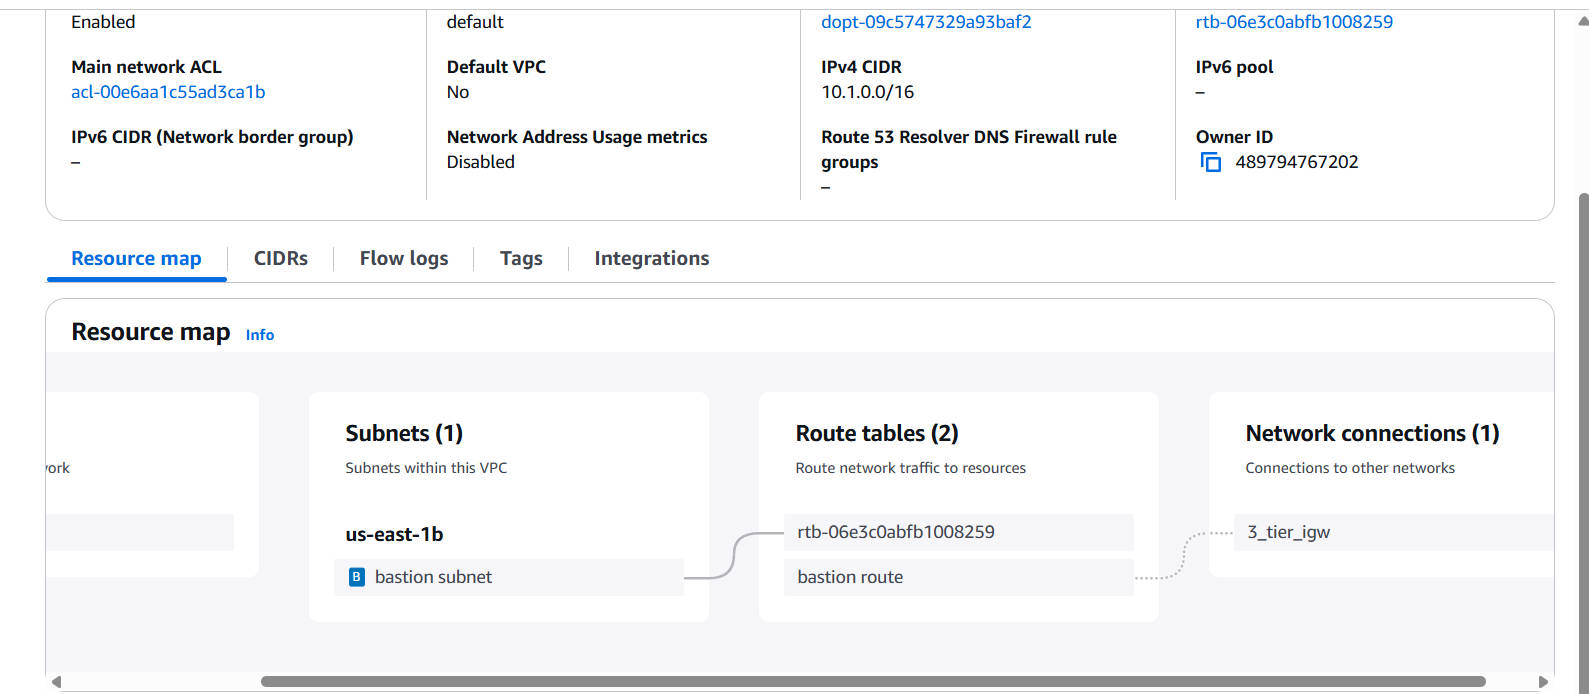 Enabled
default
dopt-09c5747329a93baf2
rtb-06e3c0abfb1008259
Main network ACL
acl-00e6aa1c55ad3ca1b
Default VPC
No
IPv4 CIDR
10.1.0.0/16
IPv6 pool
–
IPv6 CIDR (Network border group)
–
Network Address Usage metrics
Disabled
Route 53 Resolver DNS Firewall rule
groups
–
Owner ID
489794767202
Resource map
CIDRs
Flow logs
Tags
Integrations
Resource map Info
Subnets (1)
Subnets within this VPC
us-east-1b
B bastion subnet
Route tables (2)
Route network traffic to resources
rtb-06e3c0abfb1008259
bastion route
Network connections (1)
Connections to other networks
3_tier_igw